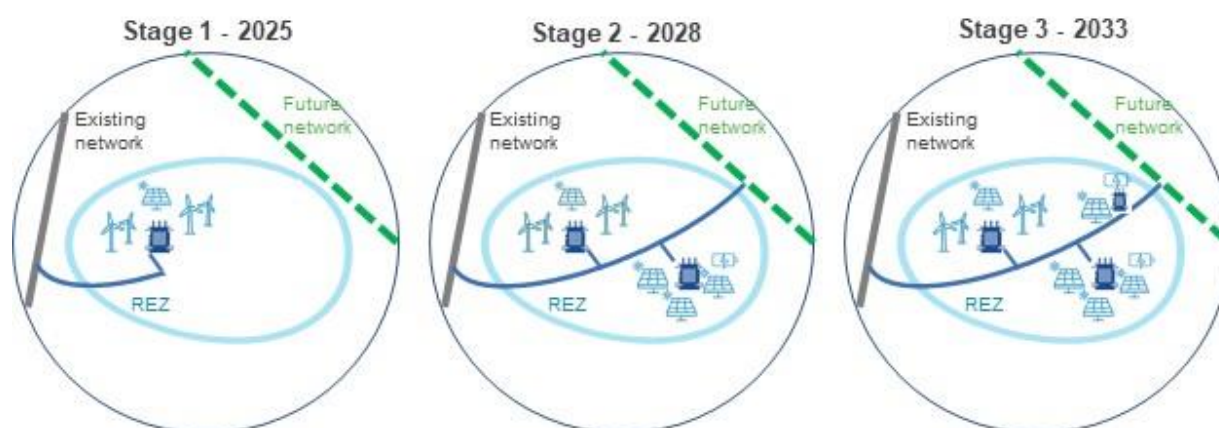 Stage 1 - 2025
Future
network
Existing
network
REZ
Stage 2 - 2028
Future
network
Existing
network
REZ
Stage 3 - 2033
Future
network
Existing
network
REZ